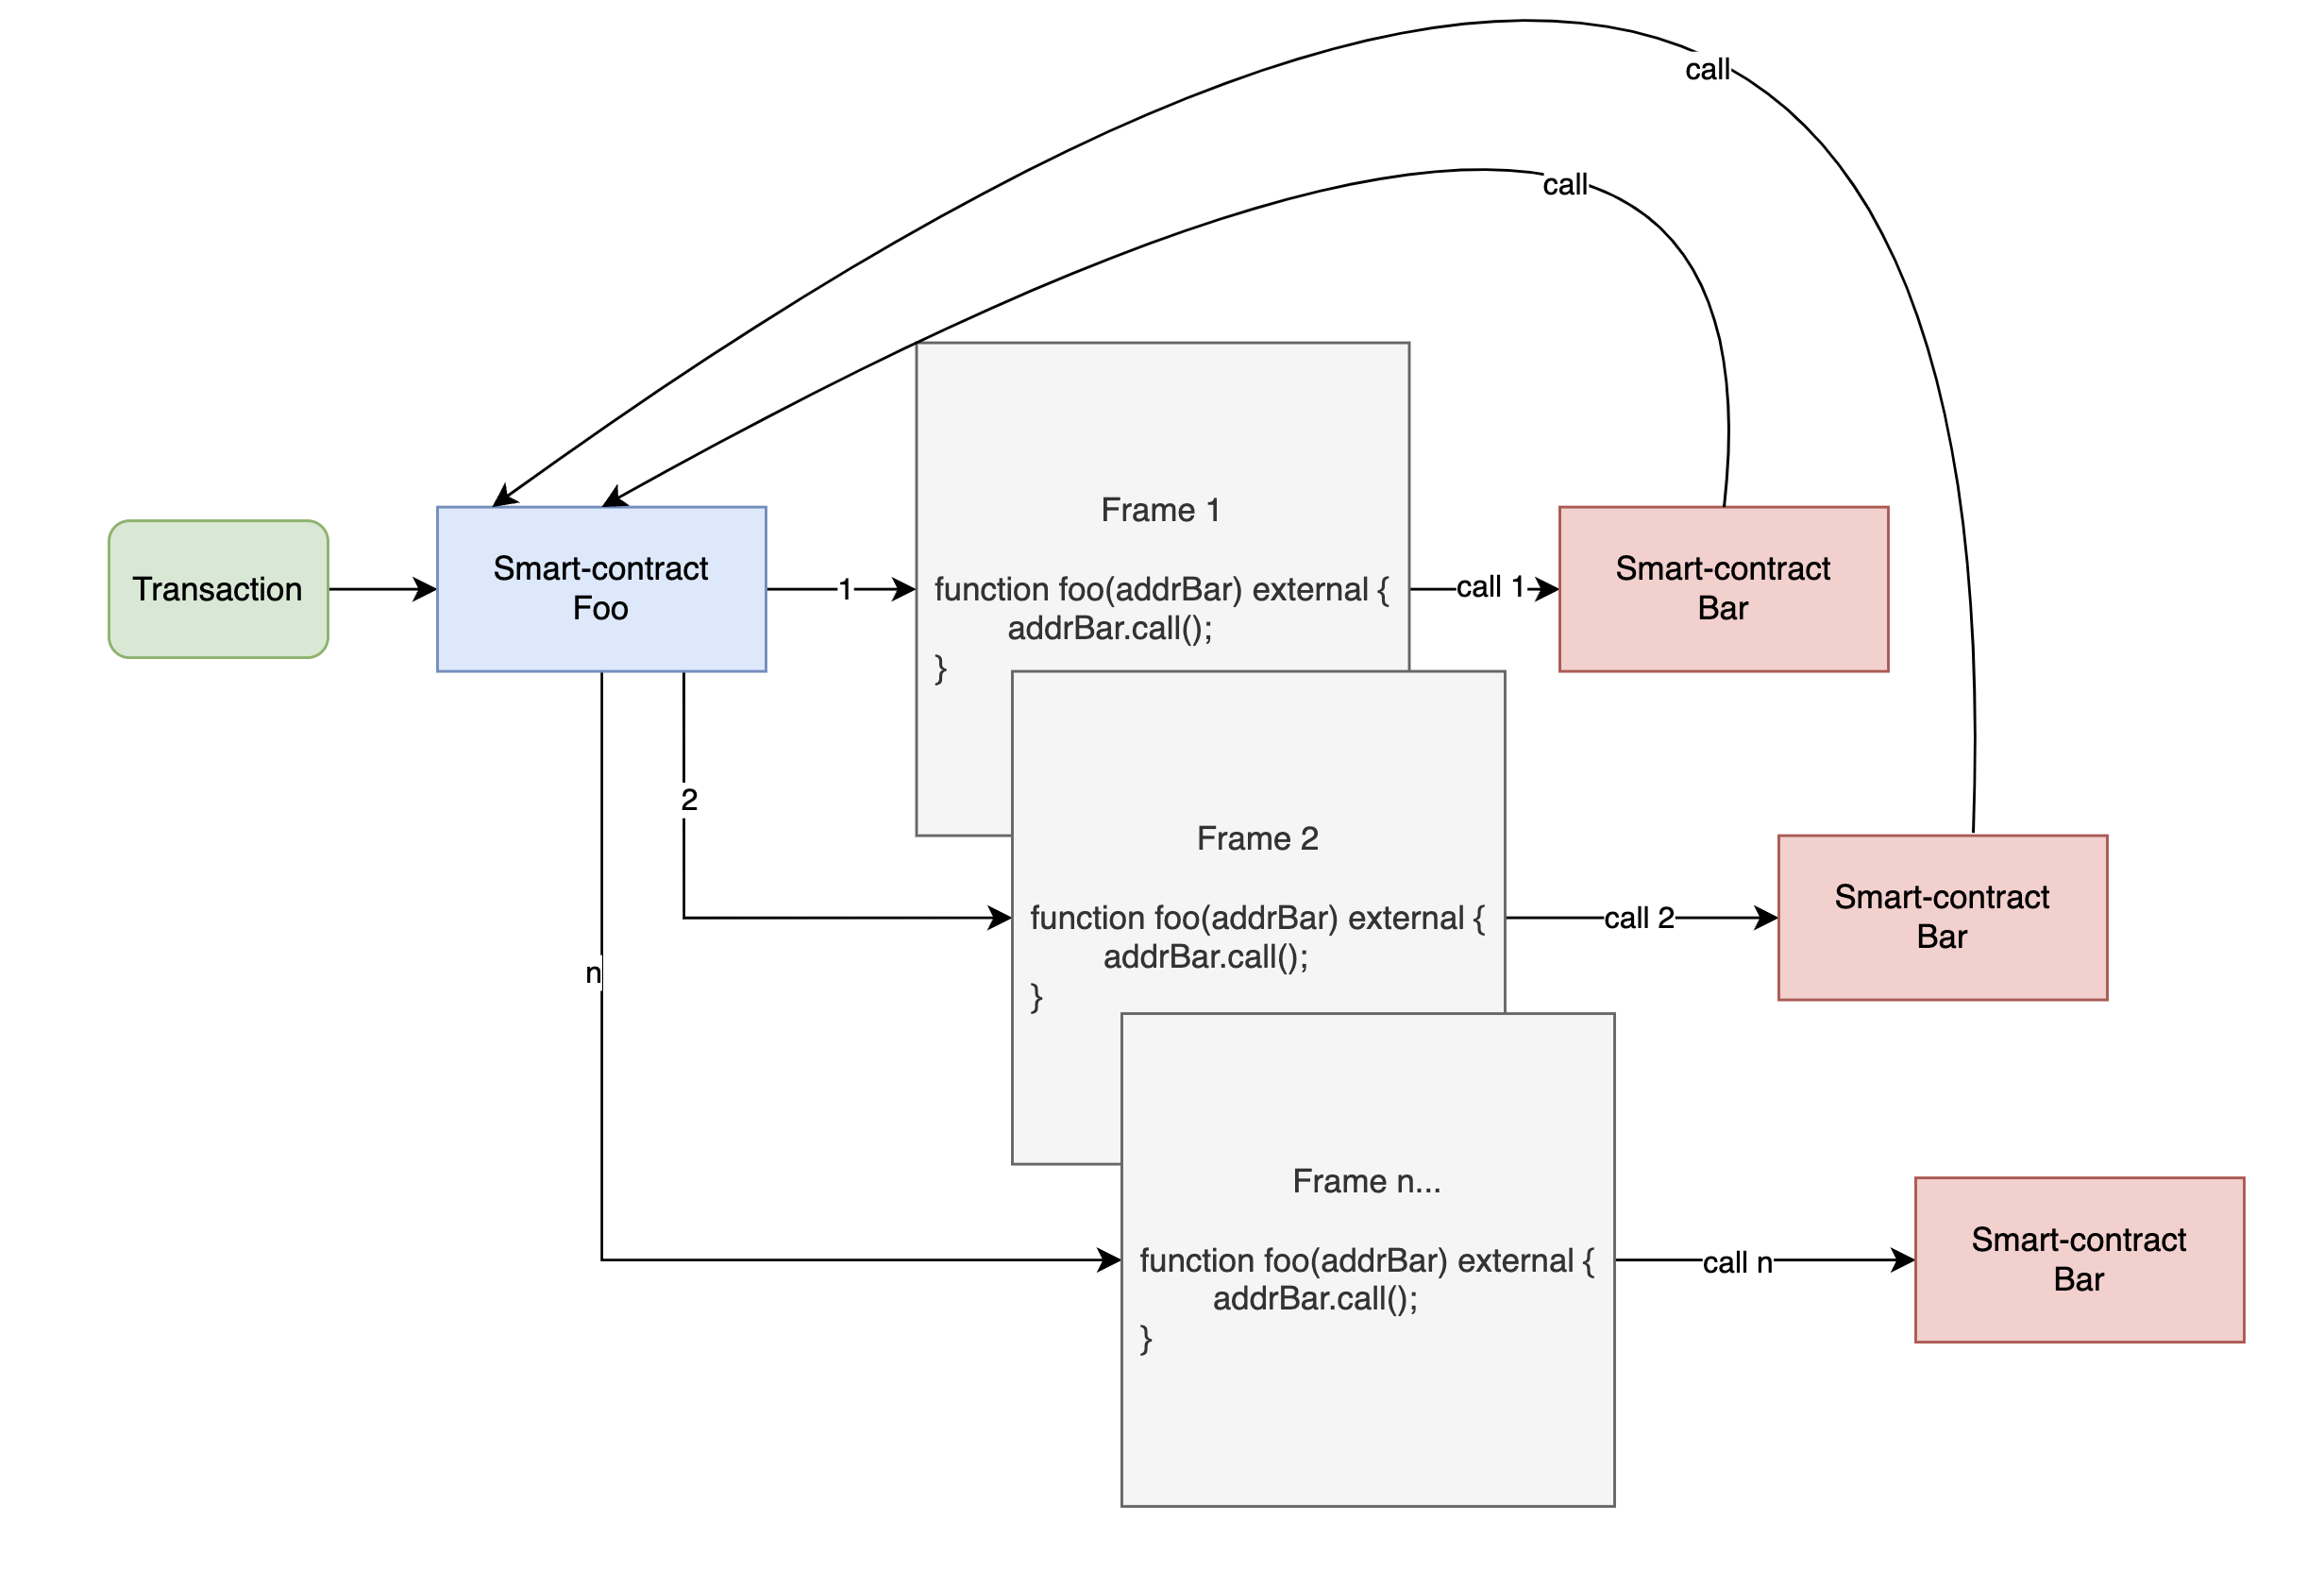 call
call
Transaction
Smart-contract
Foo
1
Frame 1
function foo(addrBar) external {
addrBar.call();
}
call 1
Smart-contract
Bar
2
Frame 2
function foo(addrBar) external {
addrBar.call();
}
call 2
Smart-contract
Bar
n
Frame n...
function foo(addrBar) external {
addrBar.call();
}
call n
Smart-contract
Bar